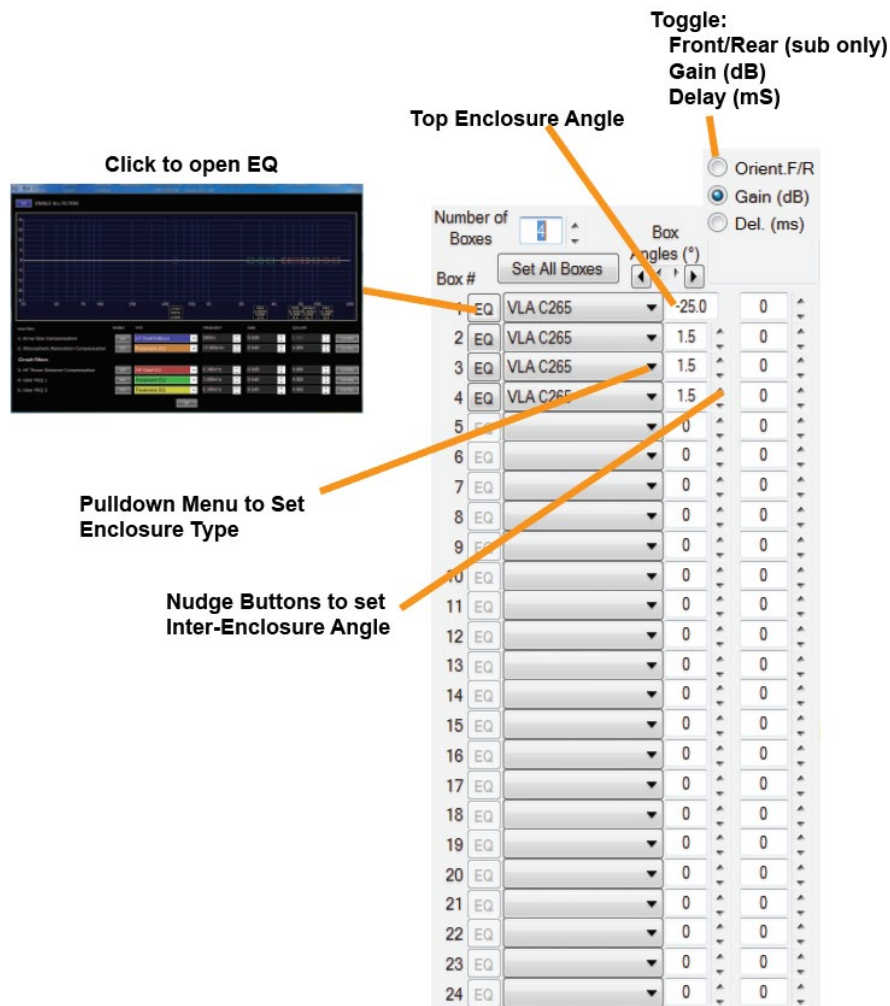 Toggle:
Front/Rear (sub only)
Gain (dB)
Delay (mS)
Top Enclosure Angle
Click to open EQ
ENABLE ALL FILTERS
Orient.F/R
Gain (dB)
Del. (ms)
Number of
Boxes
4
Box
Angles (°)
Set All Boxes
Box #
1 EQ VLA C265 -25.0 0
2 EQ VLA C265 1.5 0
3 EQ VLA C265 1.5 0
4 EQ VLA C265 1.5 0
5 EQ 0 0
6 EQ 0 0
7 EQ 0 0
8 EQ 0 0
9 EQ 0 0
10 EQ 0 0
11 EQ 0 0
12 EQ 0 0
13 EQ 0 0
14 EQ 0 0
15 EQ 0 0
16 EQ 0 0
17 EQ 0 0
18 EQ 0 0
19 EQ 0 0
20 EQ 0 0
21 EQ 0 0
22 EQ 0 0
23 EQ 0 0
24 EQ 0 0
Pulldown Menu to Set
Enclosure Type
Nudge Buttons to set
Inter-Enclosure Angle